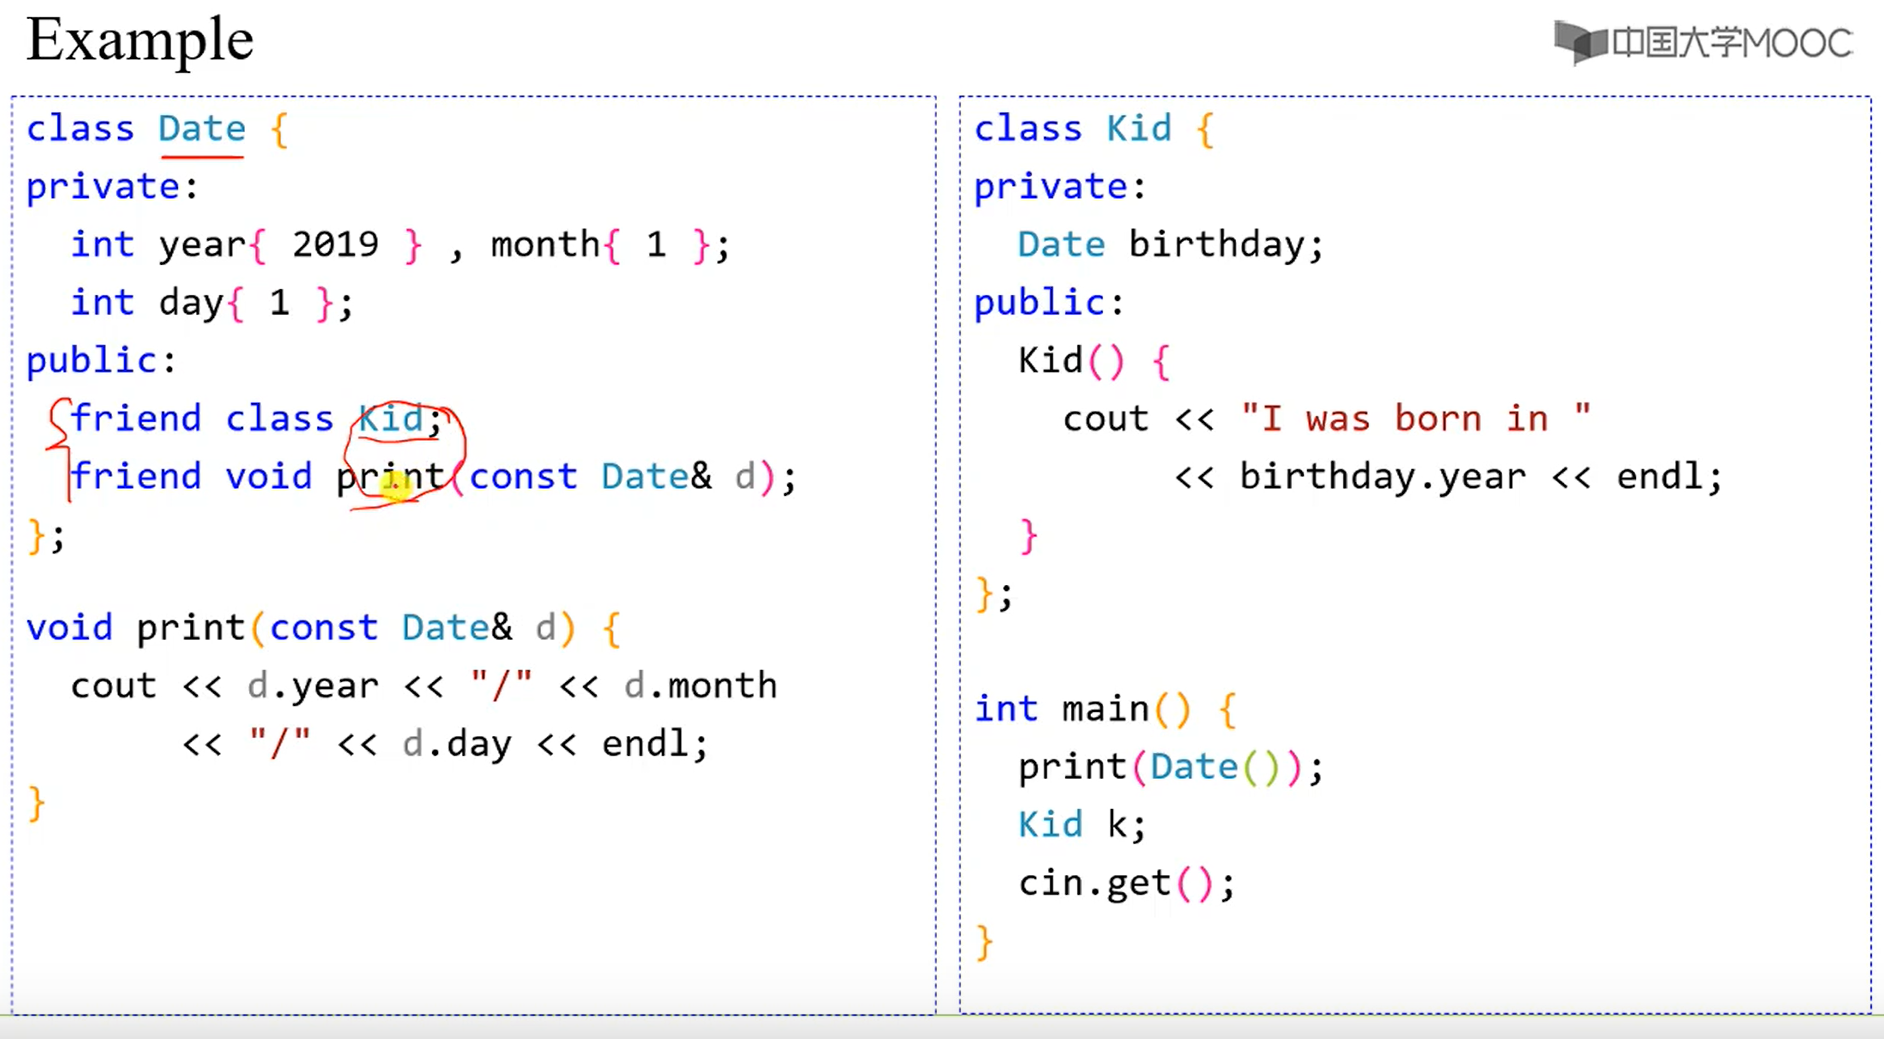 Example
中国大学MOOC
class Date {
private:
  int year{ 2019 } , month{ 1 };
  int day{ 1 };
public:
  friend class Kid;
  friend void print(const Date& d);
};

void print(const Date& d) {
  cout << d.year << "/" << d.month
       << "/" << d.day << endl;
}
class Kid {
private:
  Date birthday;
public:
  Kid() {
    cout << "I was born in "
         << birthday.year << endl;
  }
};

int main() {
  print(Date());
  Kid k;
  cin.get();
}